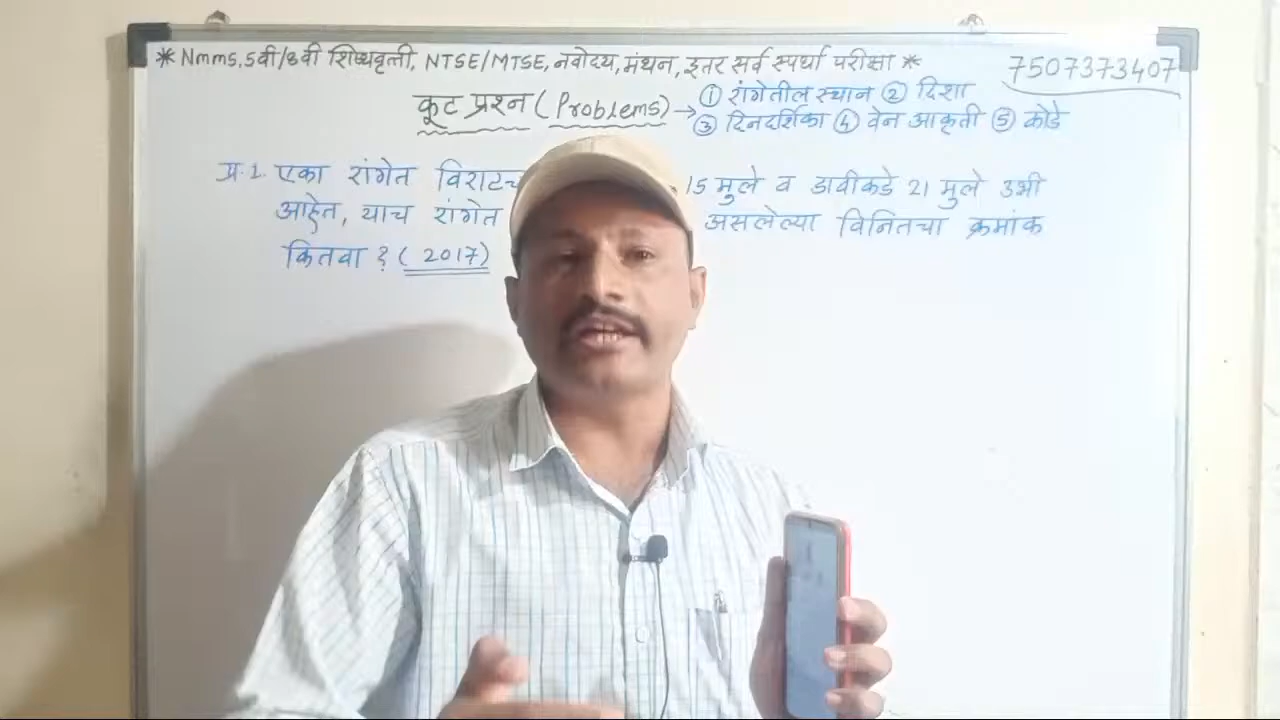 * Nmms, 5वी/8वी शिष्यवृत्ती, NTSE/MTSE, नवोदय, मंथन, इतर सर्व स्पर्धा परीक्षा *
7507373407
कूट प्रश्न (Problems) → ① रांगेतील स्थान ② दिशा
③ दिनदर्शिका ④ वेन आकृती ⑤ कोडे
प्र.1. एका रांगेत विराटच 15 मुले व डावीकडे 21 मुले उभी
आहेत, याच रांगेत असलेल्या विनितचा क्रमांक
कितवा ? (2017)